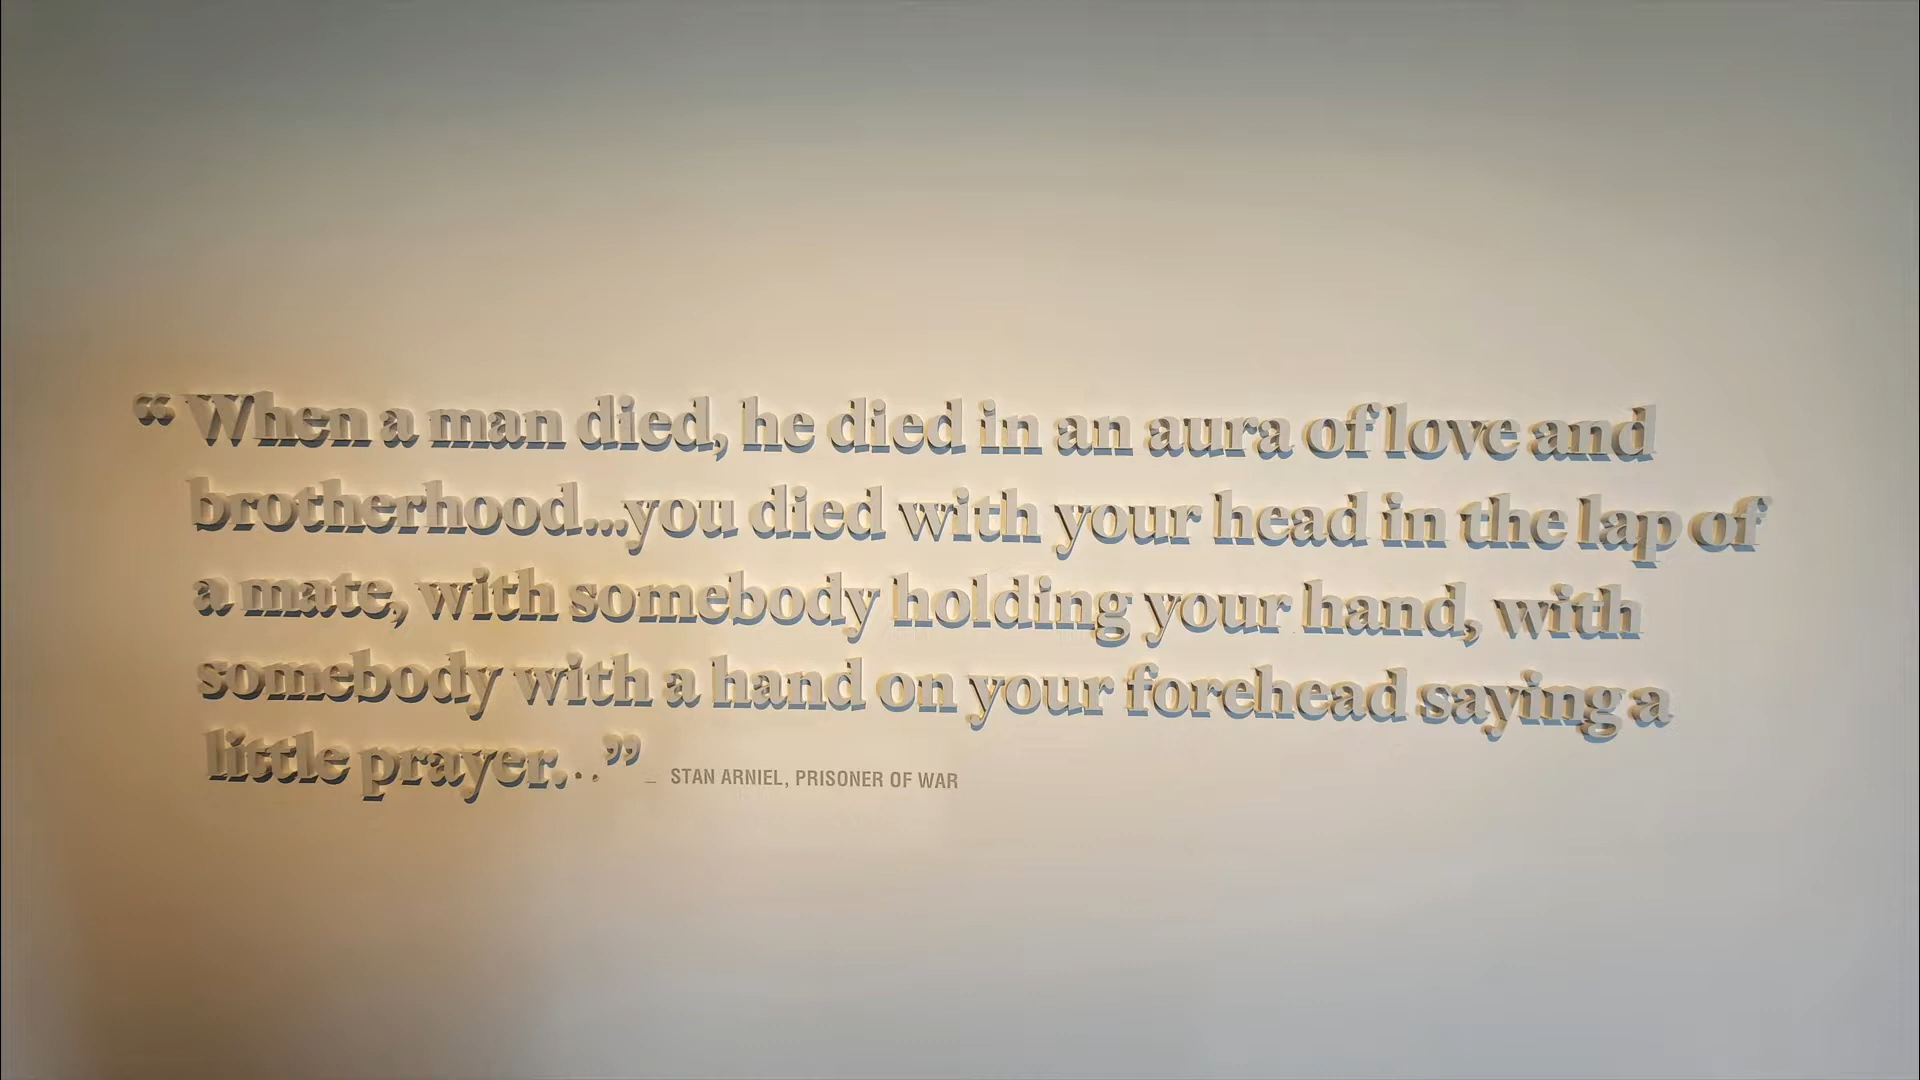 “When a man died, he died in an aura of love and
brotherhood...you died with your head in the lap of
a mate, with somebody holding your hand, with
somebody with a hand on your forehead saying a
little prayer...” _ STAN ARNIEL, PRISONER OF WAR